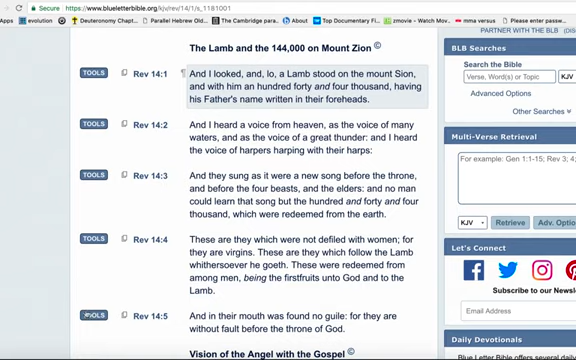 Secure https://www.blueletterbible.org/kjv/rev/14/1/s_1181001
Apps evolution Deuteronomy Chapt... Parallel Hebrew Old... The Cambridge para... About Top Documentary Fi... zmovie - Watch Mov... mma versus Please enter passw...
PARTNER WITH THE BLB (DISCO
The Lamb and the 144,000 on Mount Zion ©
TOOLS Rev 14:1 ¶ And I looked, and, lo, a Lamb stood on the mount Sion,
and with him an hundred forty and four thousand, having
his Father's name written in their foreheads.
TOOLS Rev 14:2 And I heard a voice from heaven, as the voice of many
waters, and as the voice of a great thunder: and I heard
the voice of harpers harping with their harps:
TOOLS Rev 14:3 And they sung as it were a new song before the throne,
and before the four beasts, and the elders: and no man
could learn that song but the hundred and forty and four
thousand, which were redeemed from the earth.
TOOLS Rev 14:4 These are they which were not defiled with women; for
they are virgins. These are they which follow the Lamb
whithersoever he goeth. These were redeemed from
among men, being the firstfruits unto God and to the
Lamb.
TOOLS Rev 14:5 And in their mouth was found no guile: for they are
without fault before the throne of God.
Vision of the Angel with the Gospel ©
BLB Searches
Search the Bible
Verse, Word(s) or Topic KJV
Advanced Options
Other Searches
Multi-Verse Retrieval
For example: Gen 1:1-15; Rev 3; 4;
KJV Retrieve Adv. Option
Let's Connect
Subscribe to our Newsl
Email Address
Daily Devotionals
Blue Letter Bible offers several